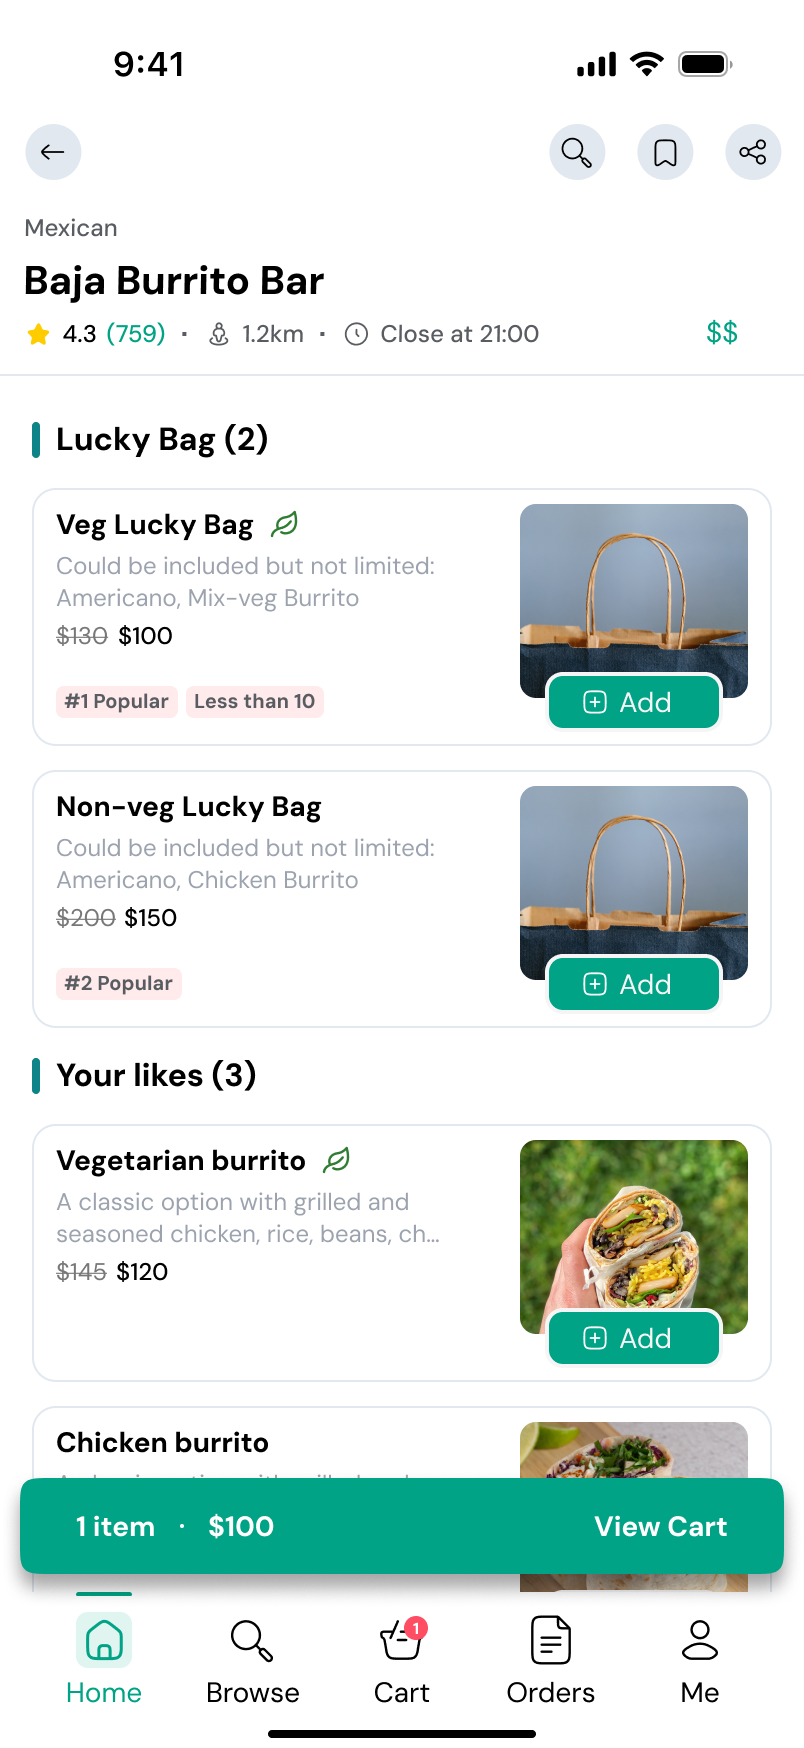 9:41
Mexican
Baja Burrito Bar
4.3 (759) · 1.2km · Close at 21:00 $$
Lucky Bag (2)
Veg Lucky Bag
Could be included but not limited:
Americano, Mix-veg Burrito
$130 $100
#1 Popular Less than 10
Add
Non-veg Lucky Bag
Could be included but not limited:
Americano, Chicken Burrito
$200 $150
#2 Popular
Add
Your likes (3)
Vegetarian burrito
A classic option with grilled and
seasoned chicken, rice, beans, ch...
$145 $120
Add
Chicken burrito
1 item · $100 View Cart
1
Home Browse Cart Orders Me